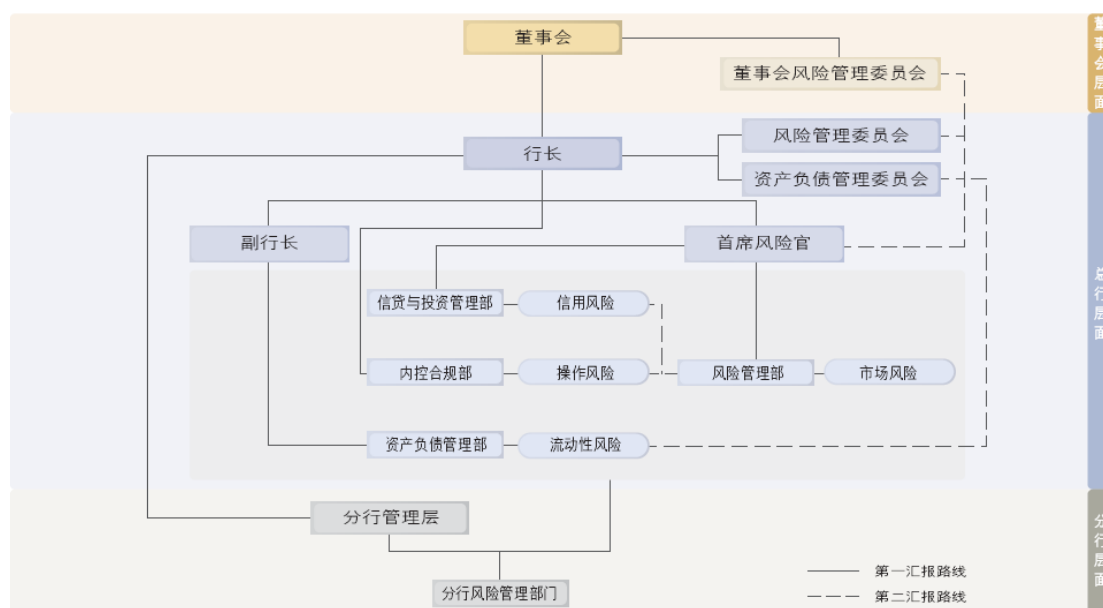 董事会
董事会风险管理委员会
董事会层面
行长
风险管理委员会
资产负债管理委员会
副行长
首席风险官
信贷与投资管理部
信用风险
内控合规部
操作风险
风险管理部
市场风险
资产负债管理部
流动性风险
总行层面
分行管理层
分行风险管理部门
分行层面
第一汇报路线
第二汇报路线